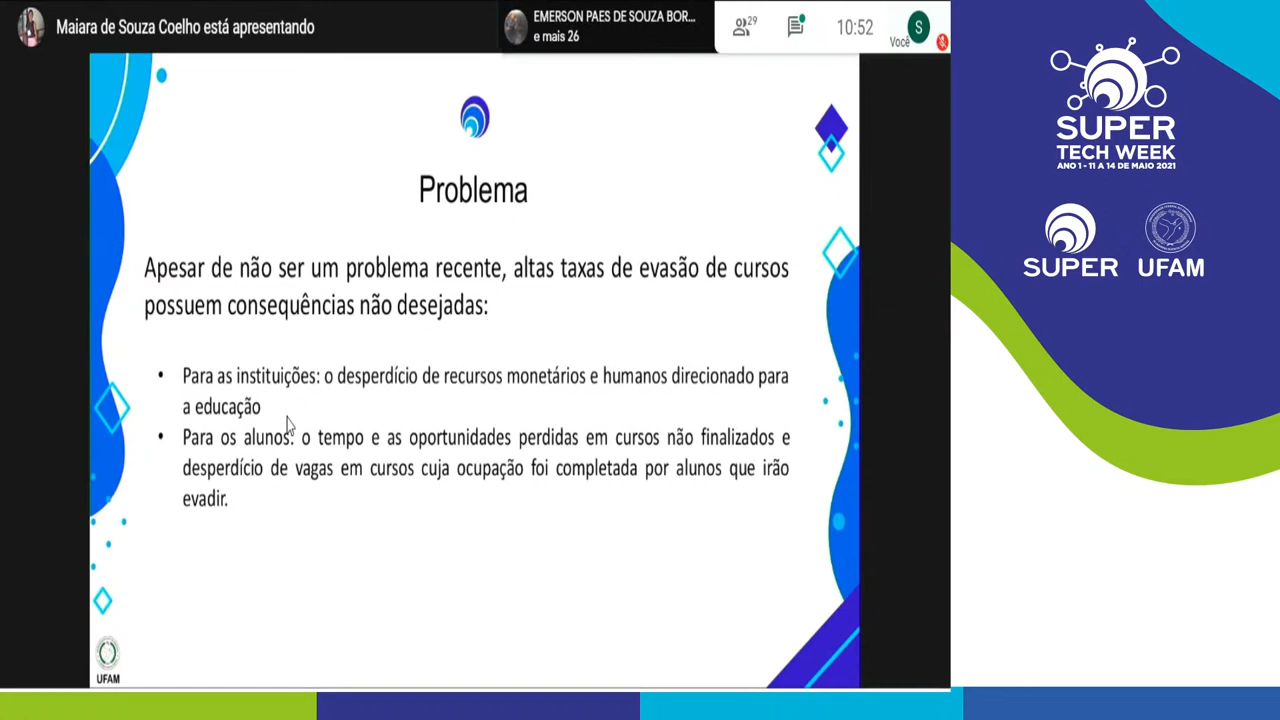 Maiara de Souza Coelho está apresentando
EMERSON PAES DE SOUZA BOR...
e mais 26
29
10:52
Você
S
Problema
Apesar de não ser um problema recente, altas taxas de evasão de cursos
possuem consequências não desejadas:
• Para as instituições: o desperdício de recursos monetários e humanos direcionado para
a educação
• Para os alunos: o tempo e as oportunidades perdidas em cursos não finalizados e
desperdício de vagas em cursos cuja ocupação foi completada por alunos que irão
evadir.
UFAM
SUPER
TECH WEEK
ANO 1 - 11 A 14 DE MAIO 2021
SUPER
UFAM